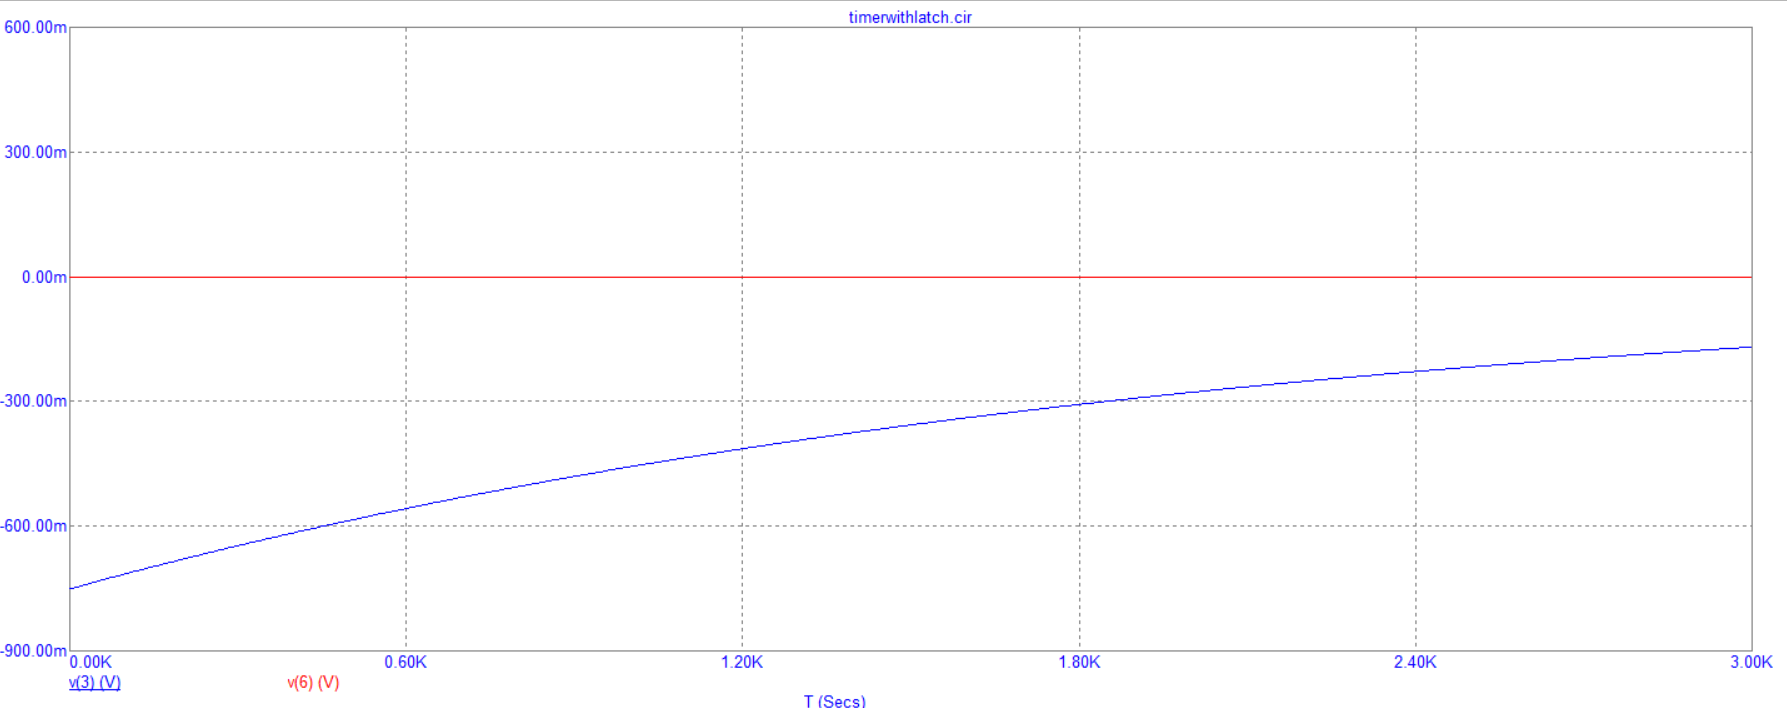 timerwithlatch.cir
600.00m
300.00m
0.00m
-300.00m
-600.00m
-900.00m
0.00K 0.60K 1.20K 1.80K 2.40K 3.00K
v(3) (V) v(6) (V)
T (Secs)